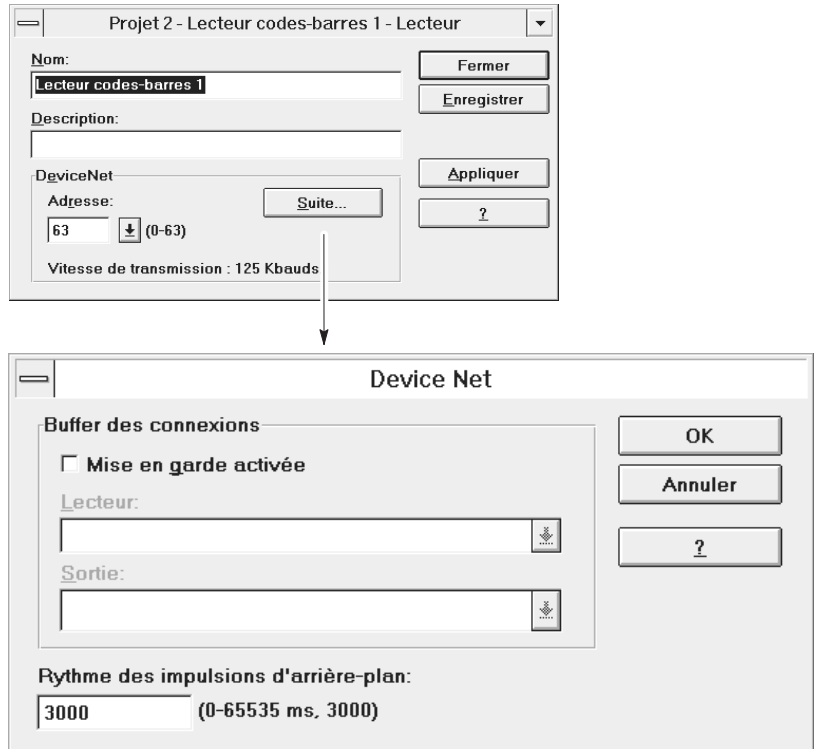 Projet 2 - Lecteur codes-barres 1 - Lecteur
Nom:
Lecteur codes-barres 1
Fermer
Enregistrer
Description:
DeviceNet
Appliquer
Adresse:
Suite...
?
63
(0-63)
Vitesse de transmission : 125 Kbauds
Device Net
Buffer des connexions
OK
Mise en garde activée
Annuler
Lecteur:
?
Sortie:
Rythme des impulsions d'arrière-plan:
3000
(0-65535 ms, 3000)